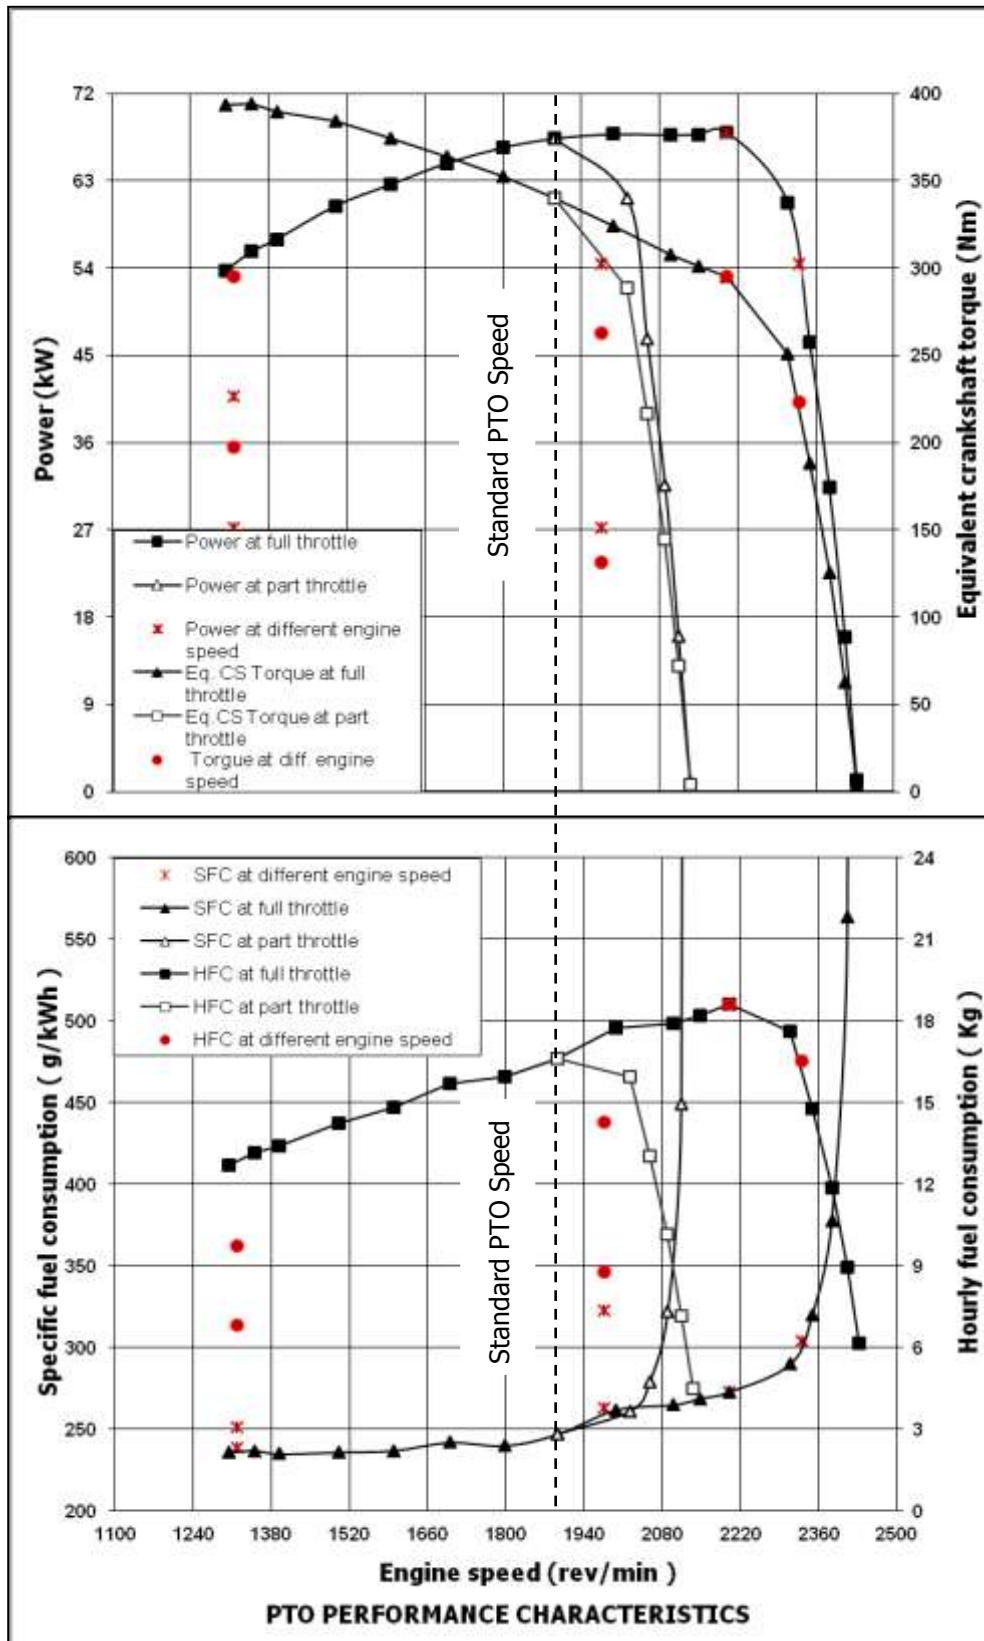 72
63
54
45
36
27
18
9
0
Power (kW)
400
350
300
250
200
150
100
50
0
Equivalent crankshaft torque (Nm)
Standard PTO Speed
Power at full throttle
Power at part throttle
Power at different engine
speed
Eq. CS Torque at full
throttle
Eq. CS Torque at part
throttle
Torgue at diff. engine
speed
600
550
500
450
400
350
300
250
200
Specific fuel consumption ( g/kWh)
24
21
18
15
12
9
6
3
0
Hourly fuel consumption ( Kg)
Standard PTO Speed
SFC at different engine speed
SFC at full throttle
SFC at part throttle
HFC at full throttle
HFC at part throttle
HFC at different engine speed
1100 1240 1380 1520 1660 1800 1940 2080 2220 2360 2500
Engine speed (rev/min )
PTO PERFORMANCE CHARACTERISTICS